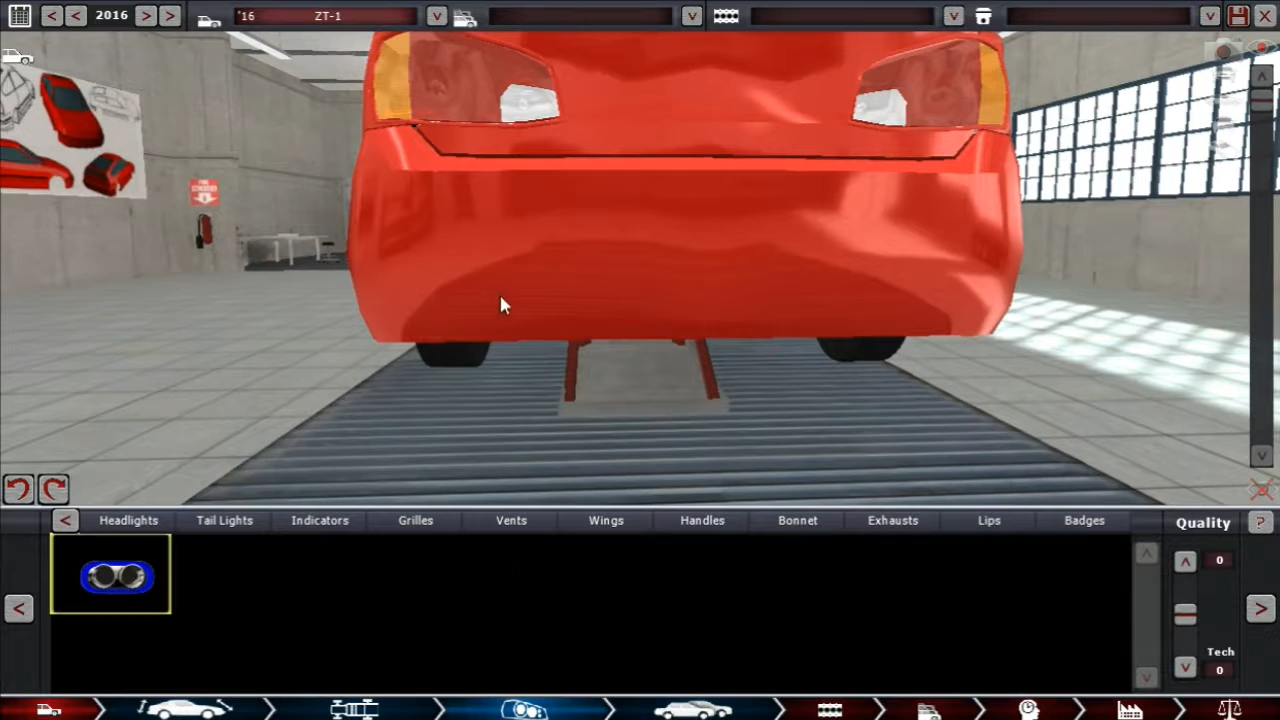 2016
'16 ZT-1
FIRE
Headlights Tail Lights Indicators Grilles Vents Wings Handles Bonnet Exhausts Lips Badges
Quality ?
0
Tech
0